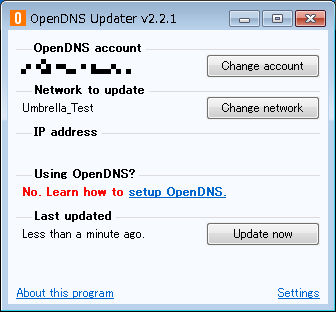 OpenDNS Updater v2.2.1
OpenDNS account
Change account
Network to update
Umbrella_Test
Change network
IP address
Using OpenDNS?
No. Learn how to setup OpenDNS.
Last updated
Less than a minute ago.
Update now
About this program
Settings